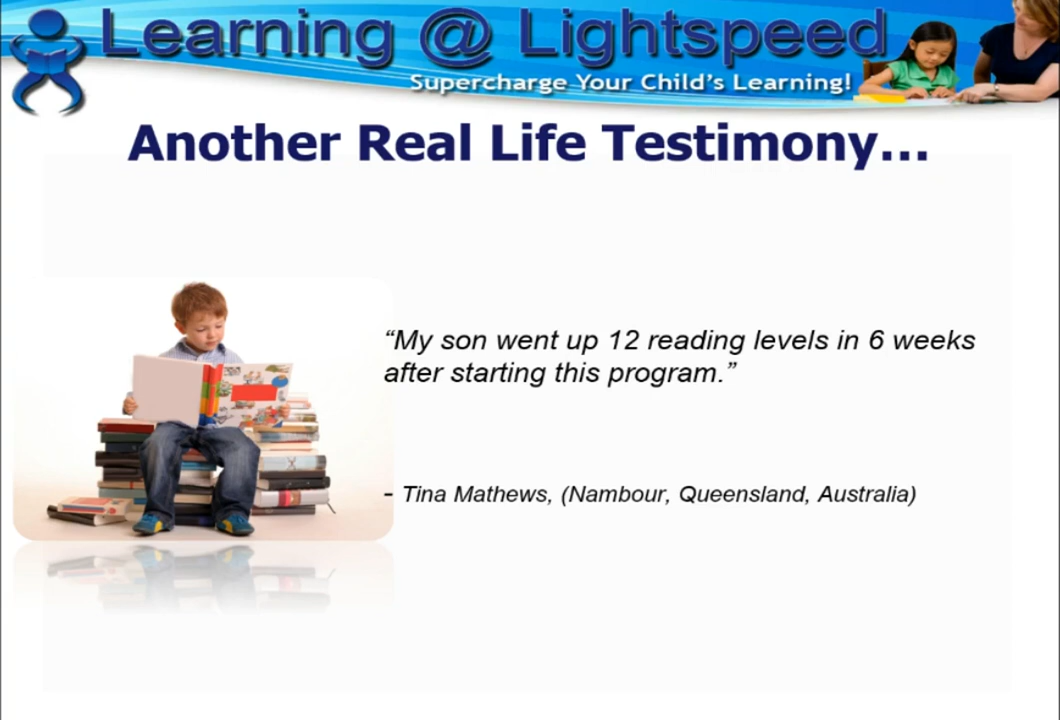 Learning @ Lightspeed
Supercharge Your Child's Learning!
Another Real Life Testimony...
“My son went up 12 reading levels in 6 weeks
after starting this program.”
- Tina Mathews, (Nambour, Queensland, Australia)